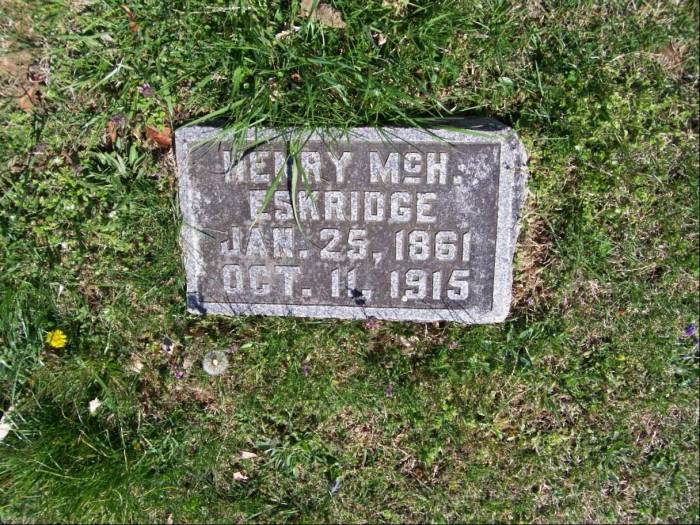 HENRY McH.
ESKRIDGE
JAN. 25, 1861
OCT. 11, 1915